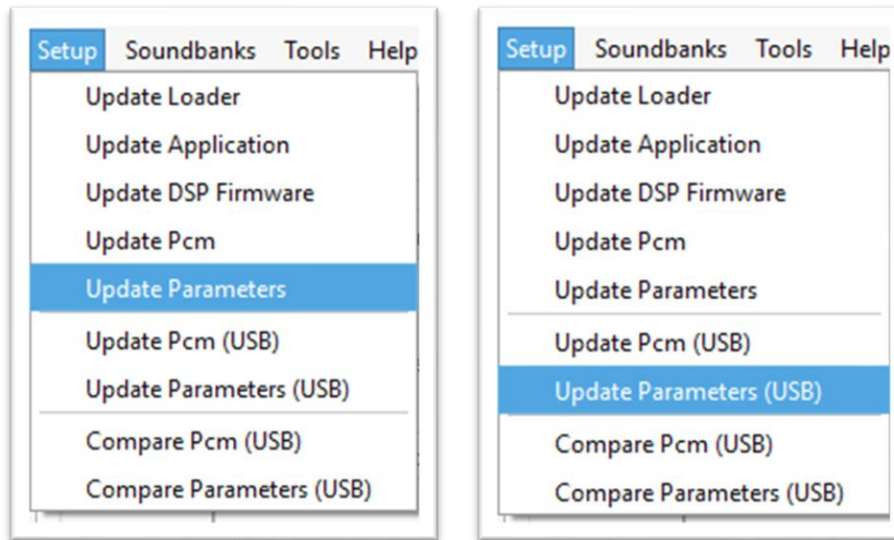 Setup Soundbanks Tools Help
Update Loader
Update Application
Update DSP Firmware
Update Pcm
Update Parameters
Update Pcm (USB)
Update Parameters (USB)
Compare Pcm (USB)
Compare Parameters (USB)
Setup Soundbanks Tools Help
Update Loader
Update Application
Update DSP Firmware
Update Pcm
Update Parameters
Update Pcm (USB)
Update Parameters (USB)
Compare Pcm (USB)
Compare Parameters (USB)